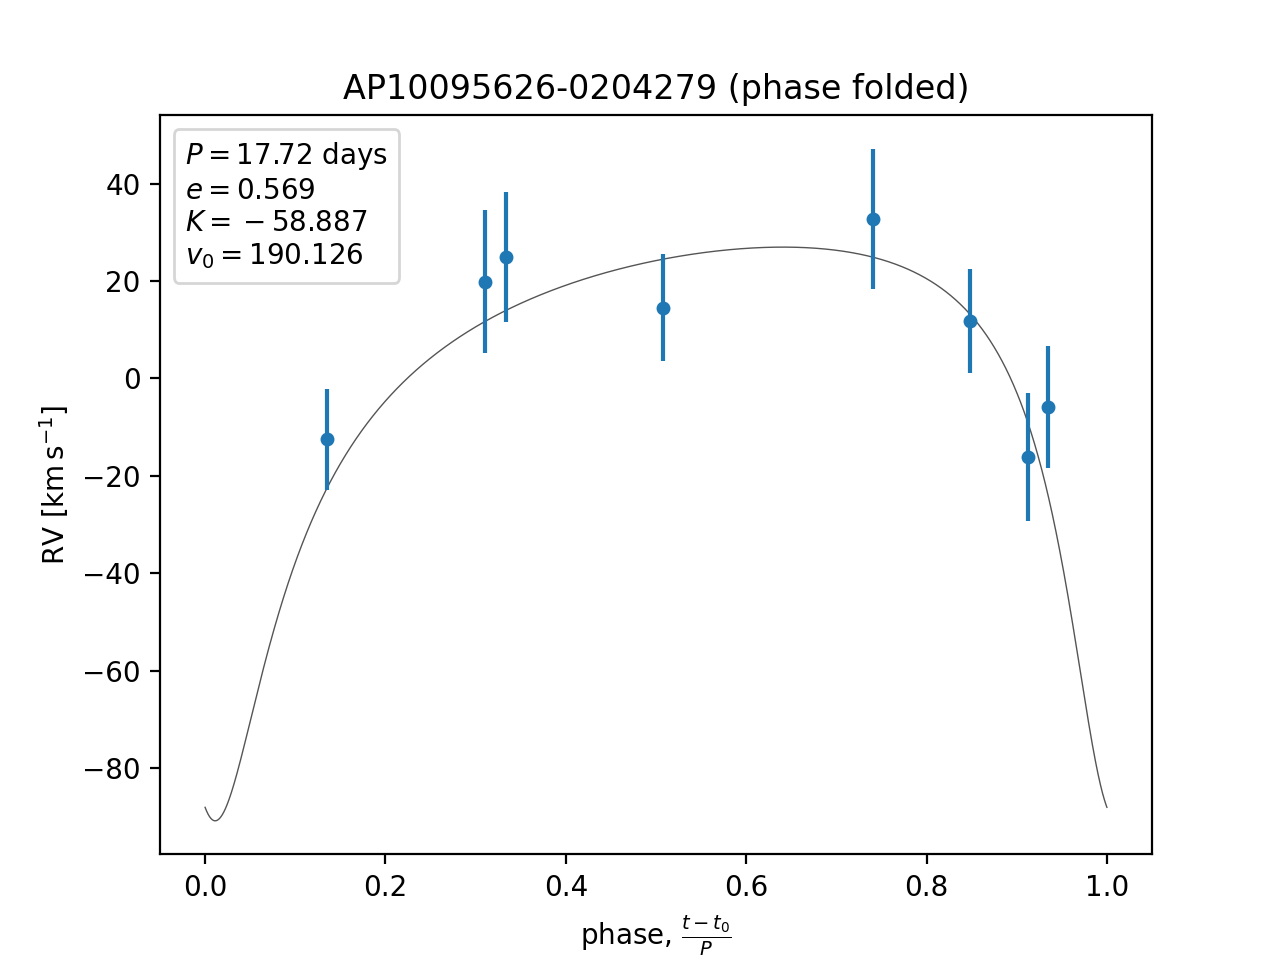 AP10095626-0204279 (phase folded)
P = 17.72 days
e = 0.569
K = −58.887
v₀ = 190.126
40
20
0
−20
−40
−60
−80
RV [km s⁻¹]
0.0 0.2 0.4 0.6 0.8 1.0
phase, (t − t₀)/P